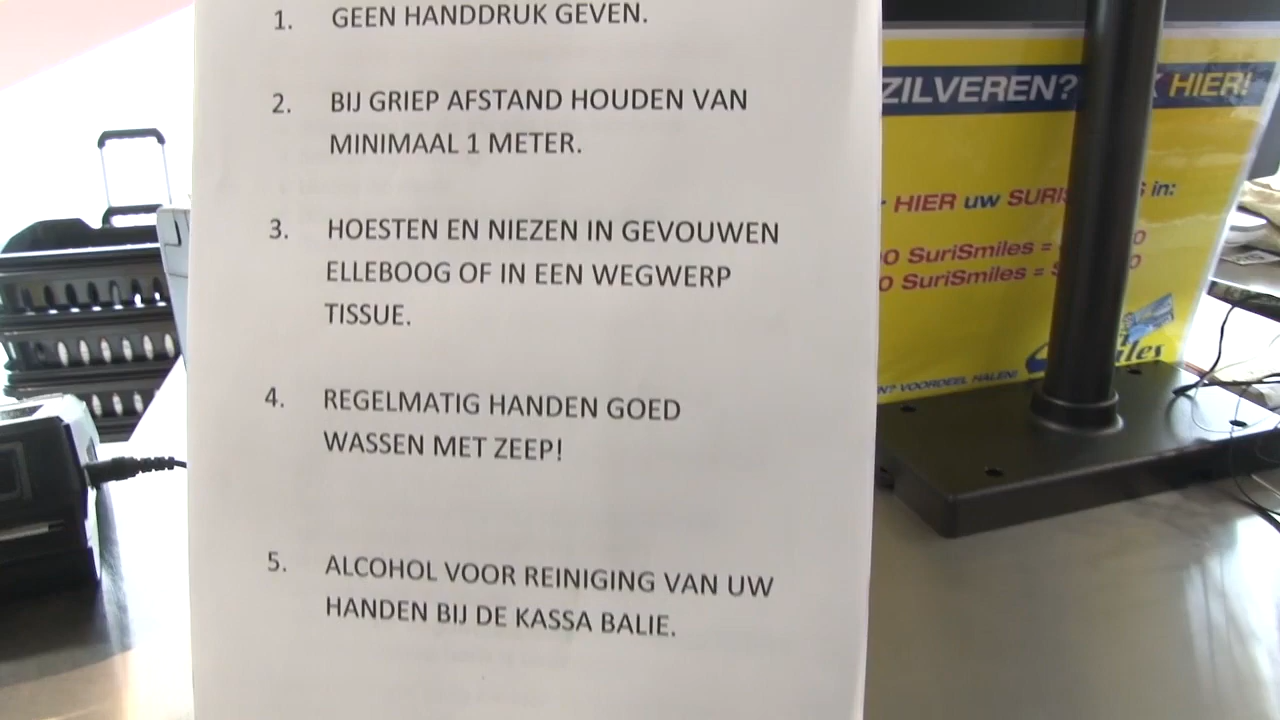 1. GEEN HANDDRUK GEVEN.
2. BIJ GRIEP AFSTAND HOUDEN VAN
MINIMAAL 1 METER.
3. HOESTEN EN NIEZEN IN GEVOUWEN
ELLEBOOG OF IN EEN WEGWERP
TISSUE.
4. REGELMATIG HANDEN GOED
WASSEN MET ZEEP!
5. ALCOHOL VOOR REINIGING VAN UW
HANDEN BIJ DE KASSA BALIE.
ZILVEREN? HIER!
HIER uw in:
SuriSmiles =
SuriSmiles =
VOORDEEL HALEN!